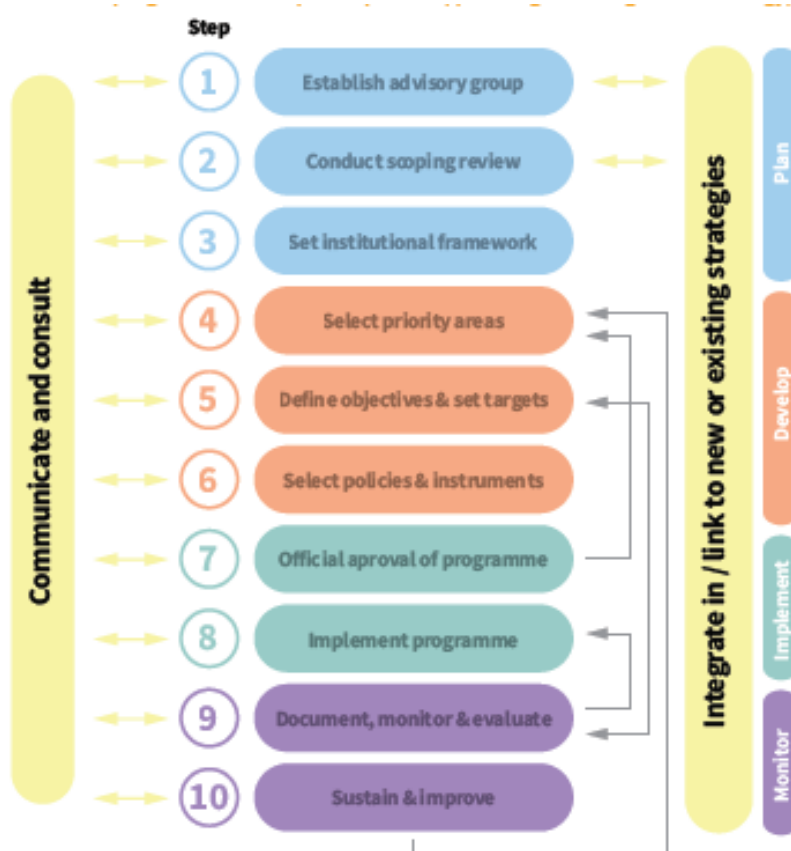 Step
1 Establish advisory group
2 Conduct scoping review
3 Set institutional framework
4 Select priority areas
5 Define objectives & set targets
6 Select policies & instruments
7 Official aproval of programme
8 Implement programme
9 Document, monitor & evaluate
10 Sustain & improve
Communicate and consult
Integrate in / link to new or existing strategies
Plan
Develop
Implement
Monitor